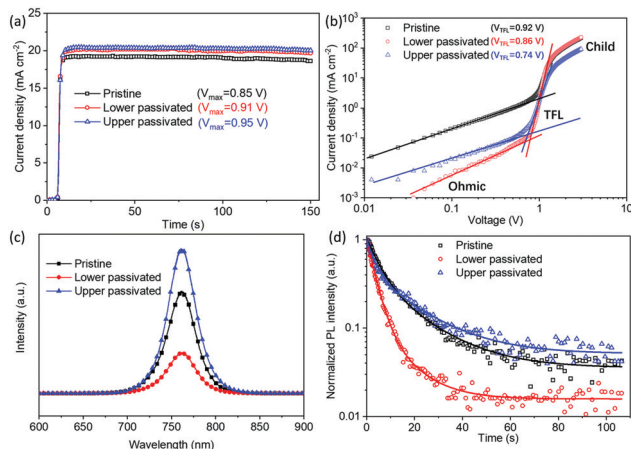 (a)
Current density (mA cm⁻²)
25
20
15
10
5
0
Pristine (Vmax=0.85 V)
Lower passivated (Vmax=0.91 V)
Upper passivated (Vmax=0.95 V)
0 50 100 150
Time (s)
(b)
Current density (mA cm⁻²)
10³
10²
10¹
10⁰
10⁻¹
10⁻²
10⁻³
Pristine (VTFL=0.92 V)
Lower passivated (VTFL=0.86 V)
Upper passivated (VTFL=0.74 V)
Child
TFL
Ohmic
0.01 0.1 1 10
Voltage (V)
(c)
Intensity (a.u.)
Pristine
Lower passivated
Upper passivated
600 650 700 750 800 850 900
Wavelength (nm)
(d)
Normalized PL intensity (a.u.)
1
0.1
0.01
Pristine
Lower passivated
Upper passivated
0 20 40 60 80 100
Time (s)